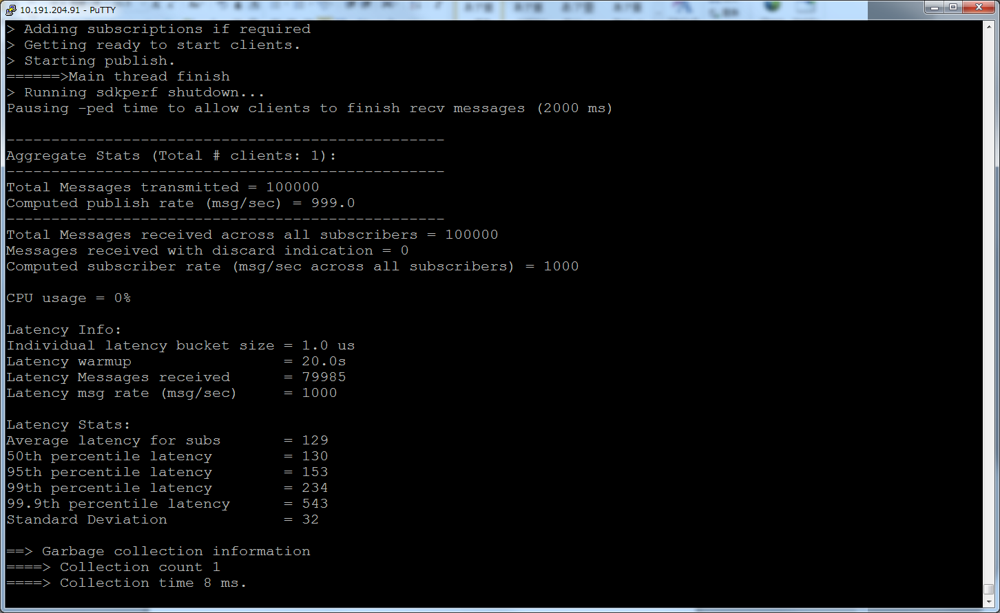 10.191.204.91 - PuTTY
> Adding subscriptions if required
> Getting ready to start clients.
> Starting publish.
======>Main thread finish
> Running sdkperf shutdown...
Pausing -ped time to allow clients to finish recv messages (2000 ms)
-------------------------------------------------
Aggregate Stats (Total # clients: 1):
-------------------------------------------------
Total Messages transmitted = 100000
Computed publish rate (msg/sec) = 999.0
-------------------------------------------------
Total Messages received across all subscribers = 100000
Messages received with discard indication = 0
Computed subscriber rate (msg/sec across all subscribers) = 1000
CPU usage = 0%
Latency Info:
Individual latency bucket size = 1.0 us
Latency warmup                 = 20.0s
Latency Messages received      = 79985
Latency msg rate (msg/sec)     = 1000
Latency Stats:
Average latency for subs       = 129
50th percentile latency        = 130
95th percentile latency        = 153
99th percentile latency        = 234
99.9th percentile latency      = 543
Standard Deviation             = 32
==> Garbage collection information
====> Collection count 1
====> Collection time 8 ms.